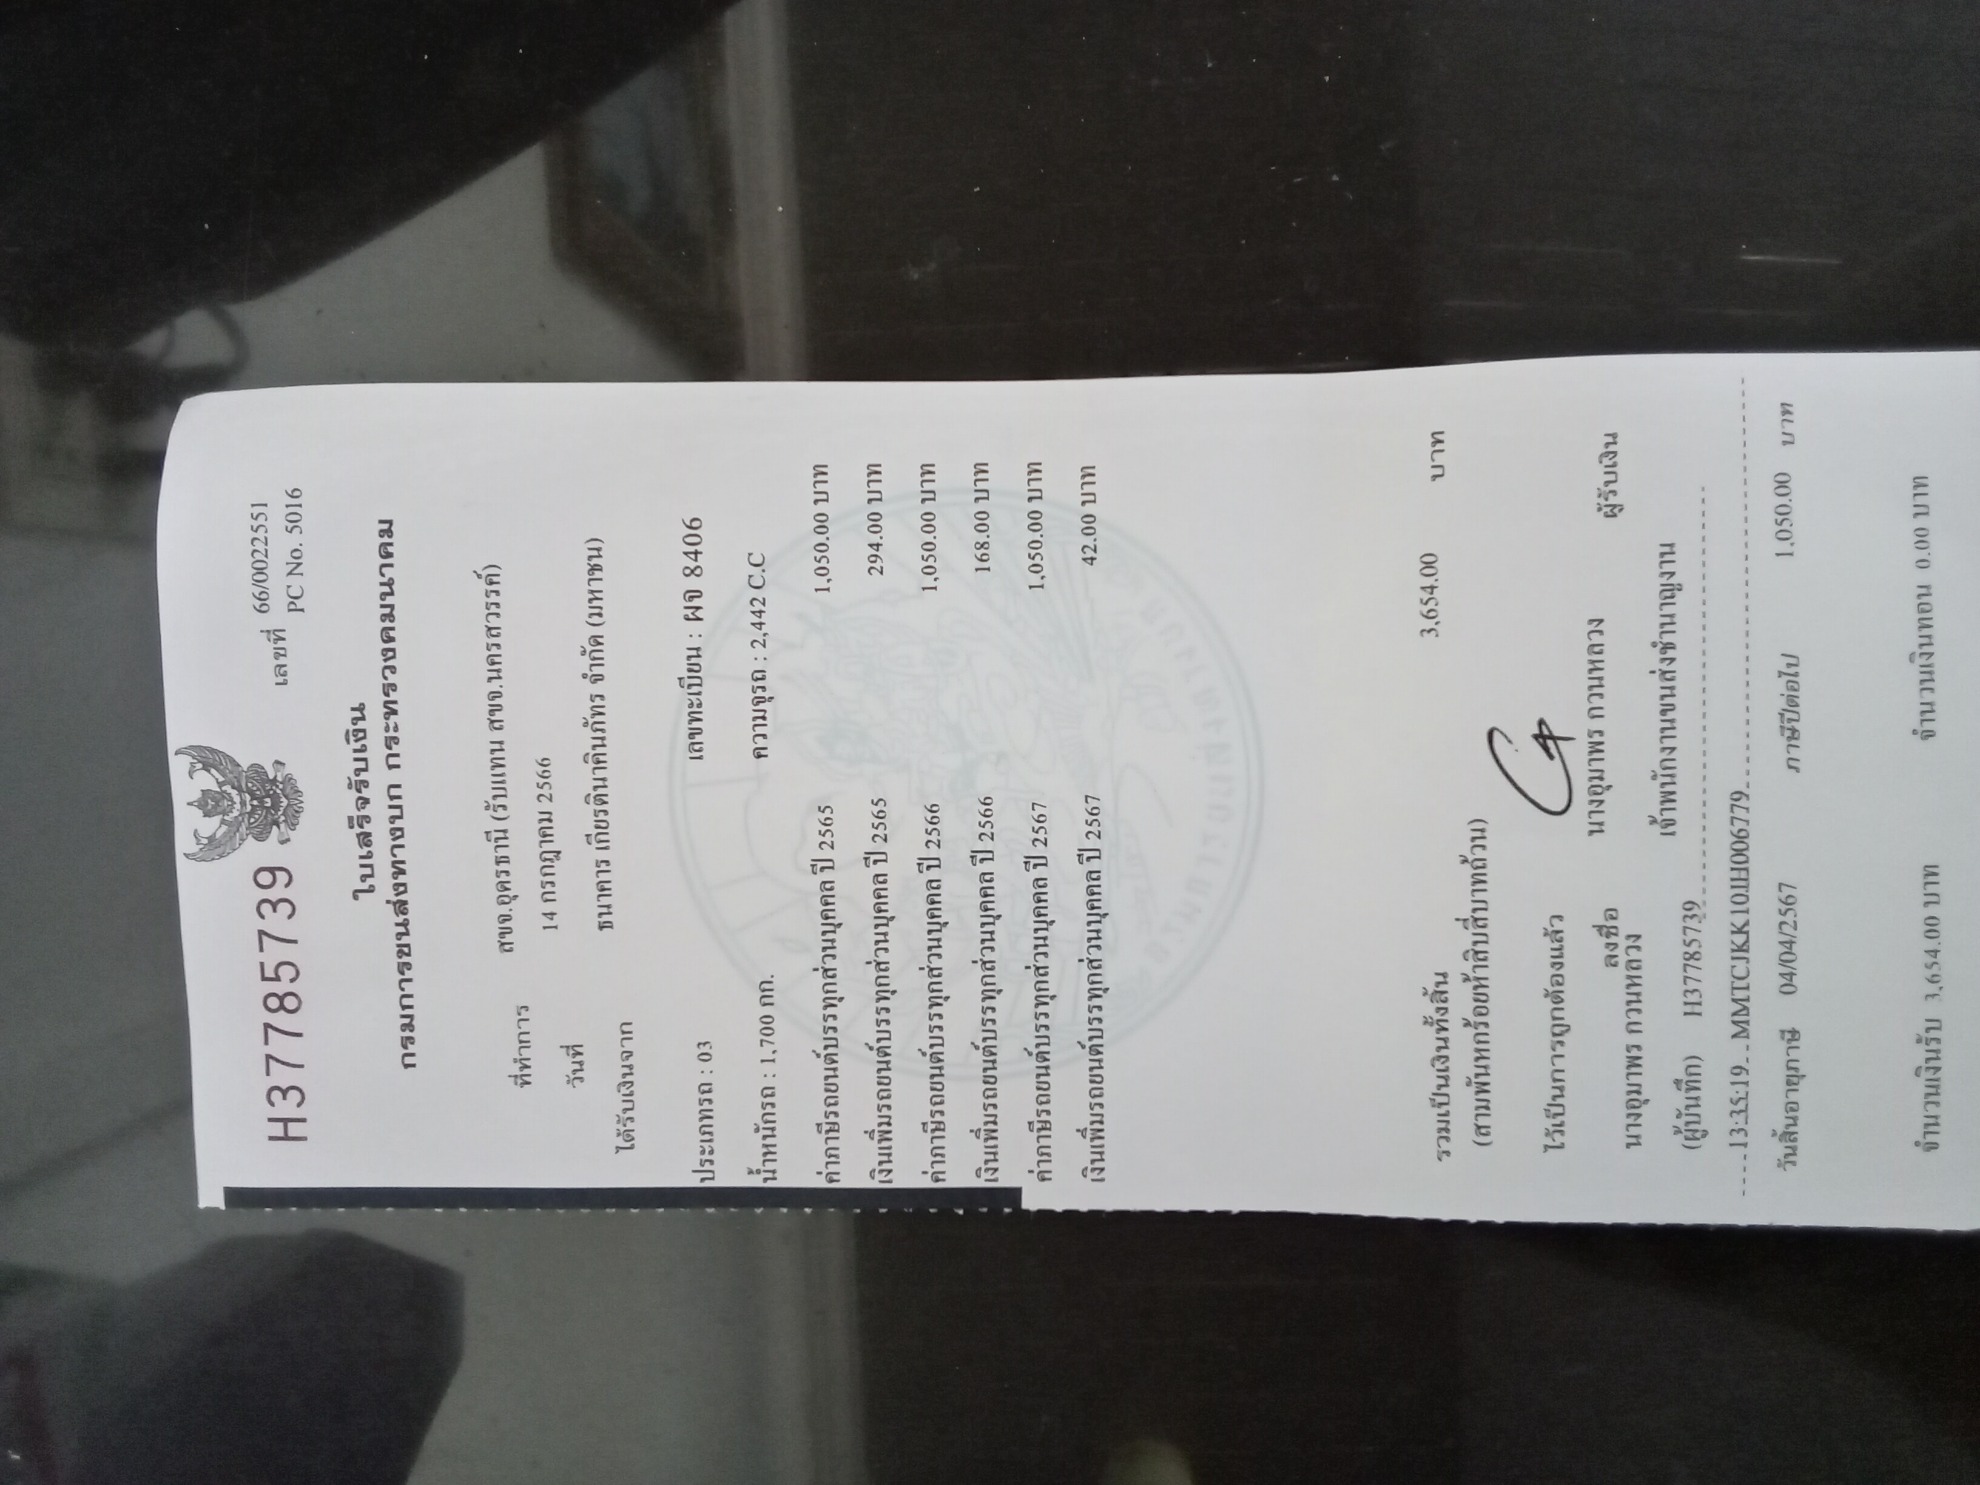 H37785739
เลขที่ 66/0022551
PC No. 5016
ใบเสร็จรับเงิน
กรมการขนส่งทางบก กระทรวงคมนาคม
ที่ทำการ สขจ.อุดรธานี (รับแทน สขจ.นครสวรรค์)
วันที่ 14 กรกฎาคม 2566
ได้รับเงินจาก ธนาคาร เกียรตินาคินภัทร จำกัด (มหาชน)
ประเภทรถ : 03 เลขทะเบียน : ผจ 8406
น้ำหนักรถ : 1,700 กก. ความจุรถ : 2,442 C.C
ค่าภาษีรถยนต์บรรทุกส่วนบุคคล ปี 2565 1,050.00 บาท
เงินเพิ่มรถยนต์บรรทุกส่วนบุคคล ปี 2565 294.00 บาท
ค่าภาษีรถยนต์บรรทุกส่วนบุคคล ปี 2566 1,050.00 บาท
เงินเพิ่มรถยนต์บรรทุกส่วนบุคคล ปี 2566 168.00 บาท
ค่าภาษีรถยนต์บรรทุกส่วนบุคคล ปี 2567 1,050.00 บาท
เงินเพิ่มรถยนต์บรรทุกส่วนบุคคล ปี 2567 42.00 บาท
รวมเป็นเงินทั้งสิ้น 3,654.00 บาท
(สามพันหกร้อยห้าสิบสี่บาทถ้วน)
ไว้เป็นการถูกต้องแล้ว
ลงชื่อ นางอุมาพร กวนหลวง ผู้รับเงิน
นางอุมาพร กวนหลวง เจ้าพนักงานขนส่งชำนาญงาน
(ผู้บันทึก) H37785739
13:35:19 MMTCJKK10JH006779
วันสิ้นอายุภาษี 04/04/2567 ภาษีปีต่อไป 1,050.00 บาท
จำนวนเงินรับ 3,654.00 บาท จำนวนเงินทอน 0.00 บาท